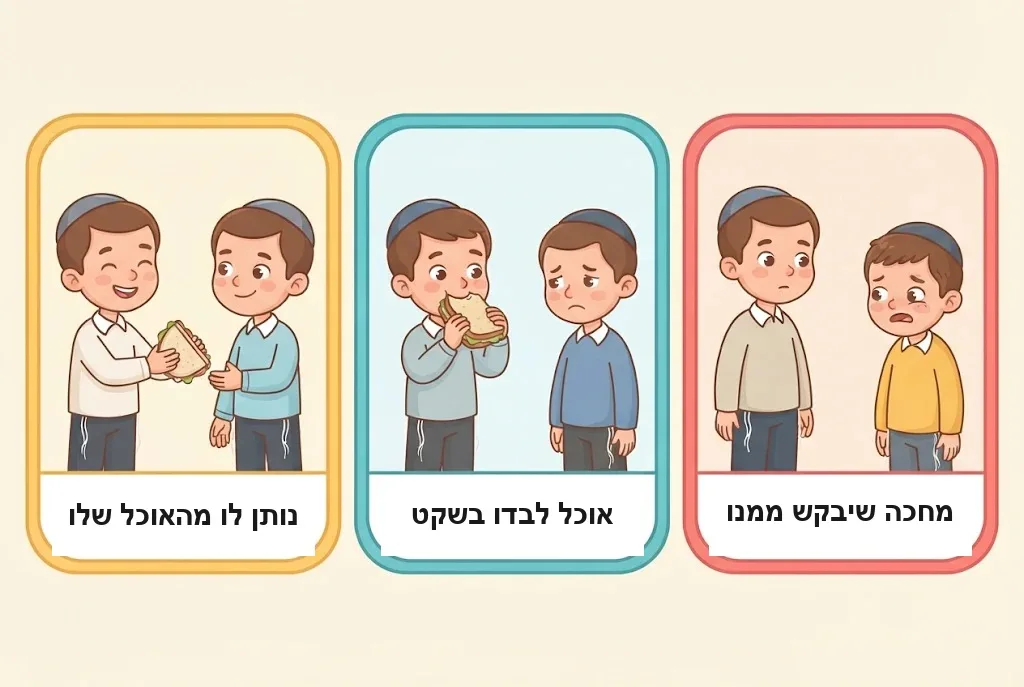 מחכה שיבקש ממנו
אוכל לבדו בשקט
נותן לו מהאוכל שלו